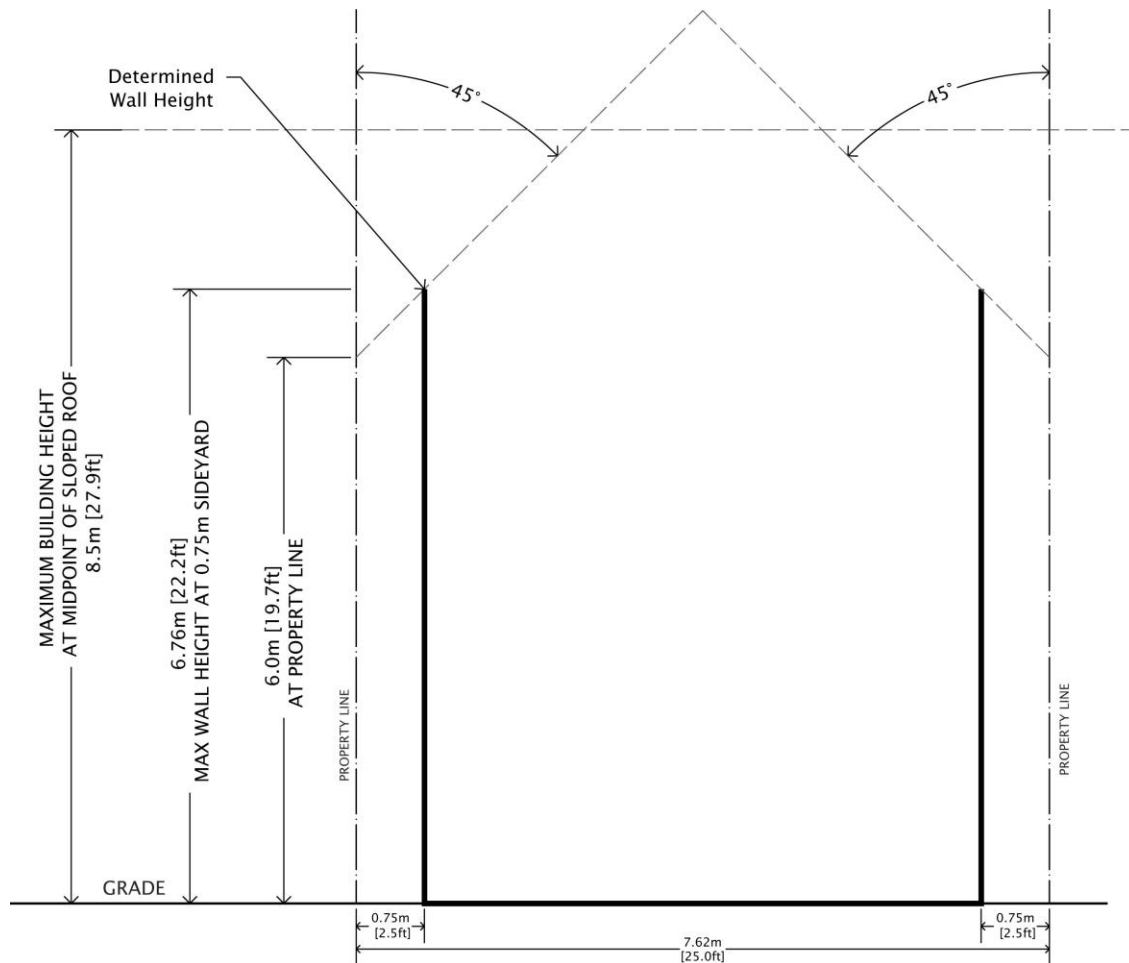 Determined
Wall Height
45°
45°
MAXIMUM BUILDING HEIGHT
AT MIDPOINT OF SLOPED ROOF
8.5m [27.9ft]
6.76m [22.2ft]
MAX WALL HEIGHT AT 0.75m SIDEYARD
6.0m [19.7ft]
AT PROPERTY LINE
PROPERTY LINE
PROPERTY LINE
GRADE
0.75m
[2.5ft]
0.75m
[2.5ft]
7.62m
[25.0ft]